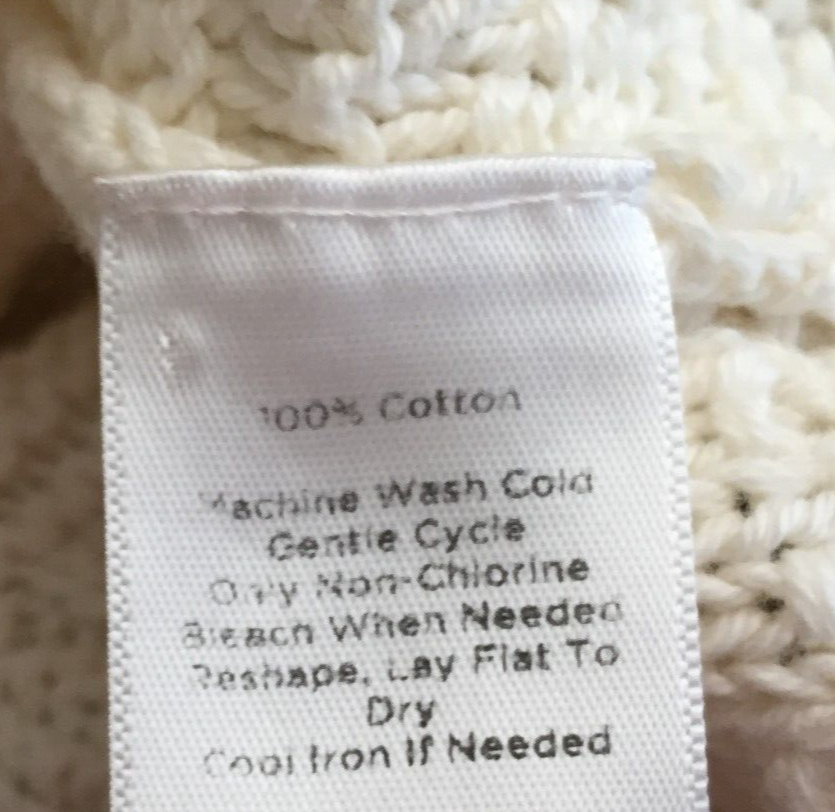 100% Cotton
Machine Wash Cold
Gentle Cycle
Only Non-Chlorine
Bleach When Needed
Reshape, Lay Flat To
Dry
Cool Iron If Needed